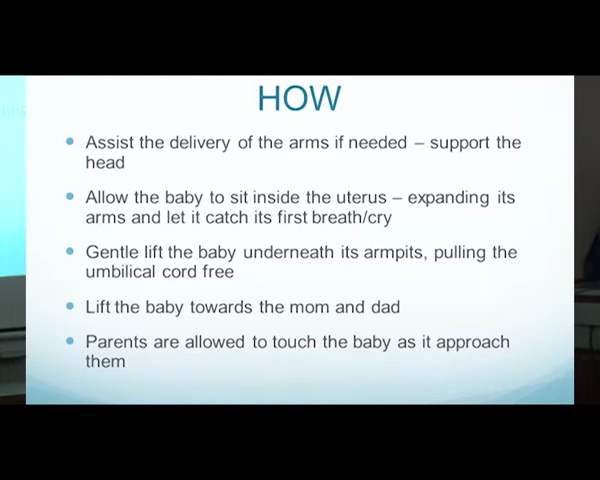 HOW
Assist the delivery of the arms if needed – support the
head
Allow the baby to sit inside the uterus – expanding its
arms and let it catch its first breath/cry
Gentle lift the baby underneath its armpits, pulling the
umbilical cord free
Lift the baby towards the mom and dad
Parents are allowed to touch the baby as it approach
them